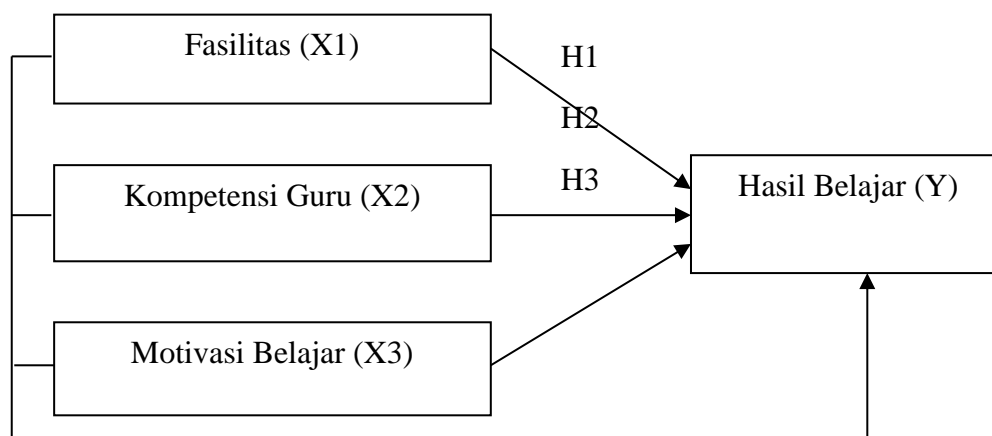 Fasilitas (X1)
H1
H2
H3
Kompetensi Guru (X2)
Hasil Belajar (Y)
Motivasi Belajar (X3)